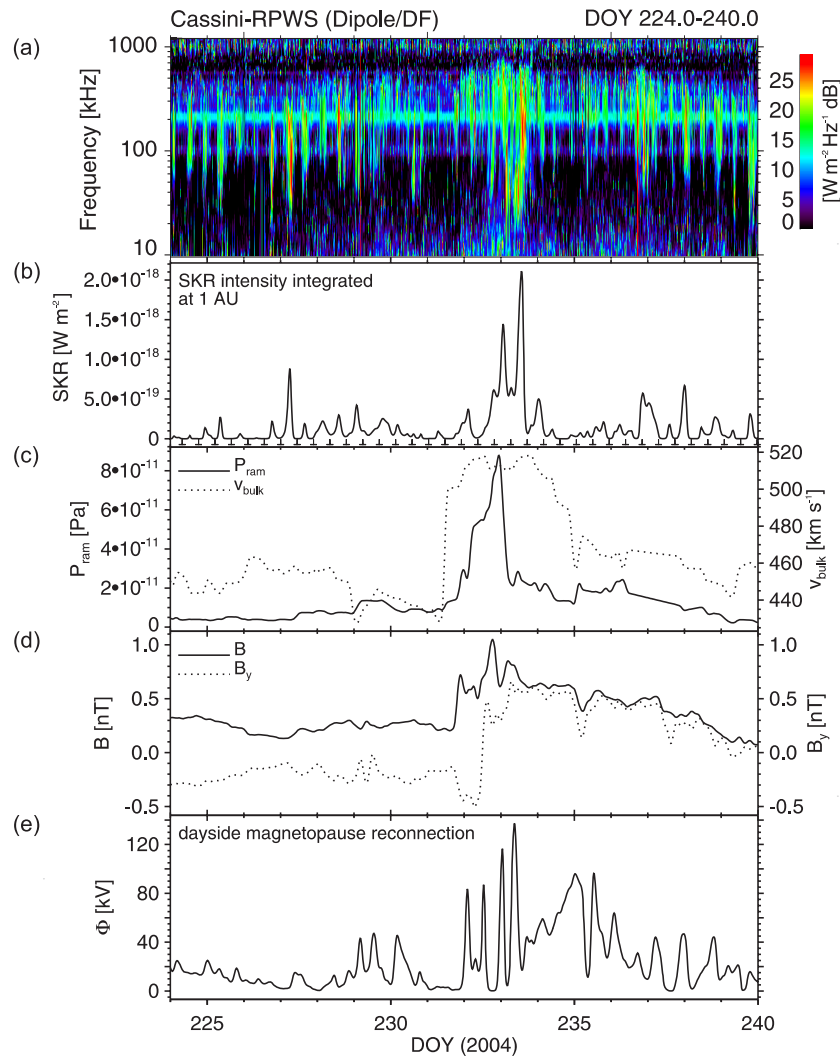 Cassini-RPWS (Dipole/DF) DOY 224.0-240.0
(a)
1000
100
10
Frequency [kHz]
25
20
15
10
5
0
[W m⁻² Hz⁻¹ dB]
(b)
SKR intensity integrated
at 1 AU
2.0•10⁻¹⁸
1.5•10⁻¹⁸
1.0•10⁻¹⁸
5.0•10⁻¹⁹
0
SKR [W m⁻²]
(c)
P_ram
v_bulk
8•10⁻¹¹
6•10⁻¹¹
4•10⁻¹¹
2•10⁻¹¹
0
P_ram [Pa]
520
500
480
460
440
v_bulk [km s⁻¹]
(d)
B
B_y
1.0
0.5
0.0
-0.5
B [nT]
1.0
0.5
0.0
-0.5
B_y [nT]
(e)
dayside magnetopause reconnection
120
80
40
0
Φ [kV]
225 230 235 240
DOY (2004)